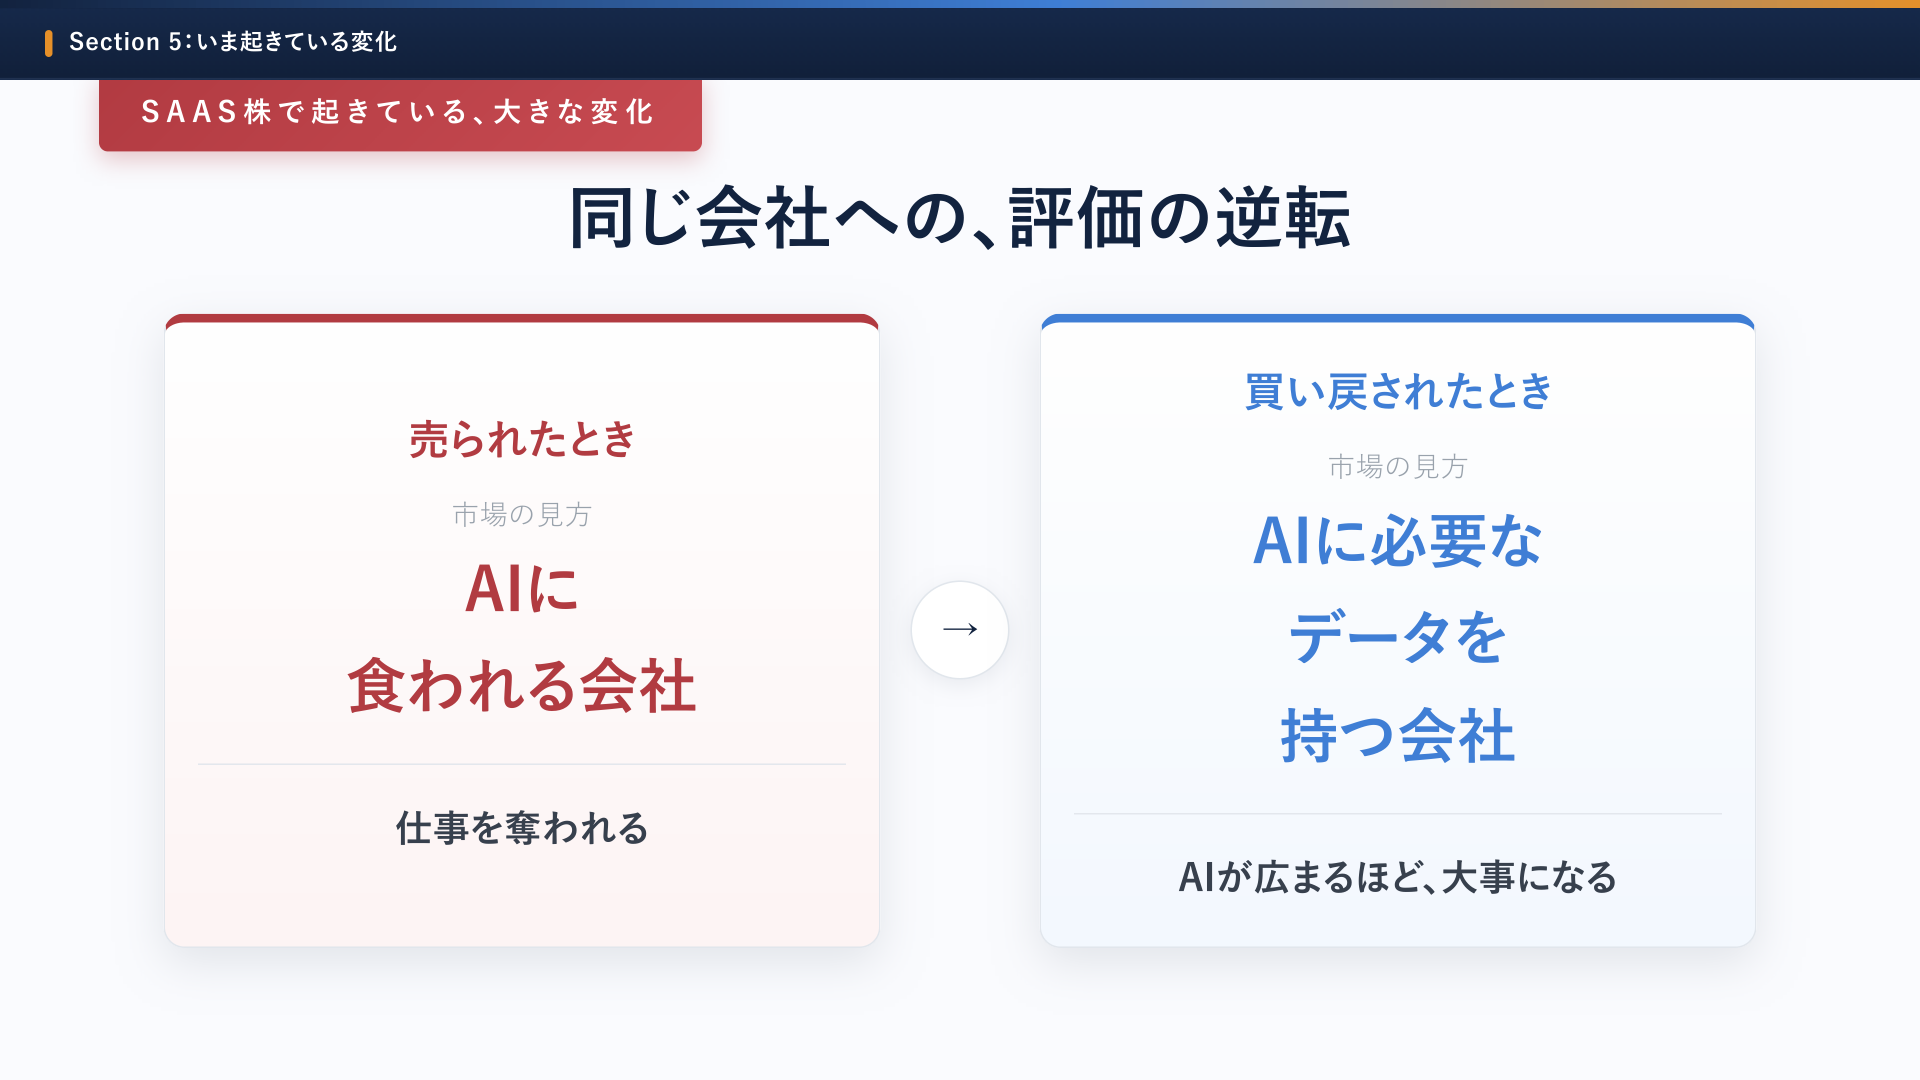 Section 5：いま起きている変化
SAAS株で起きている、大きな変化
同じ会社への、評価の逆転
売られたとき
市場の見方
AIに
食われる会社
仕事を奪われる
→
買い戻されたとき
市場の見方
AIに必要な
データを
持つ会社
AIが広まるほど、大事になる